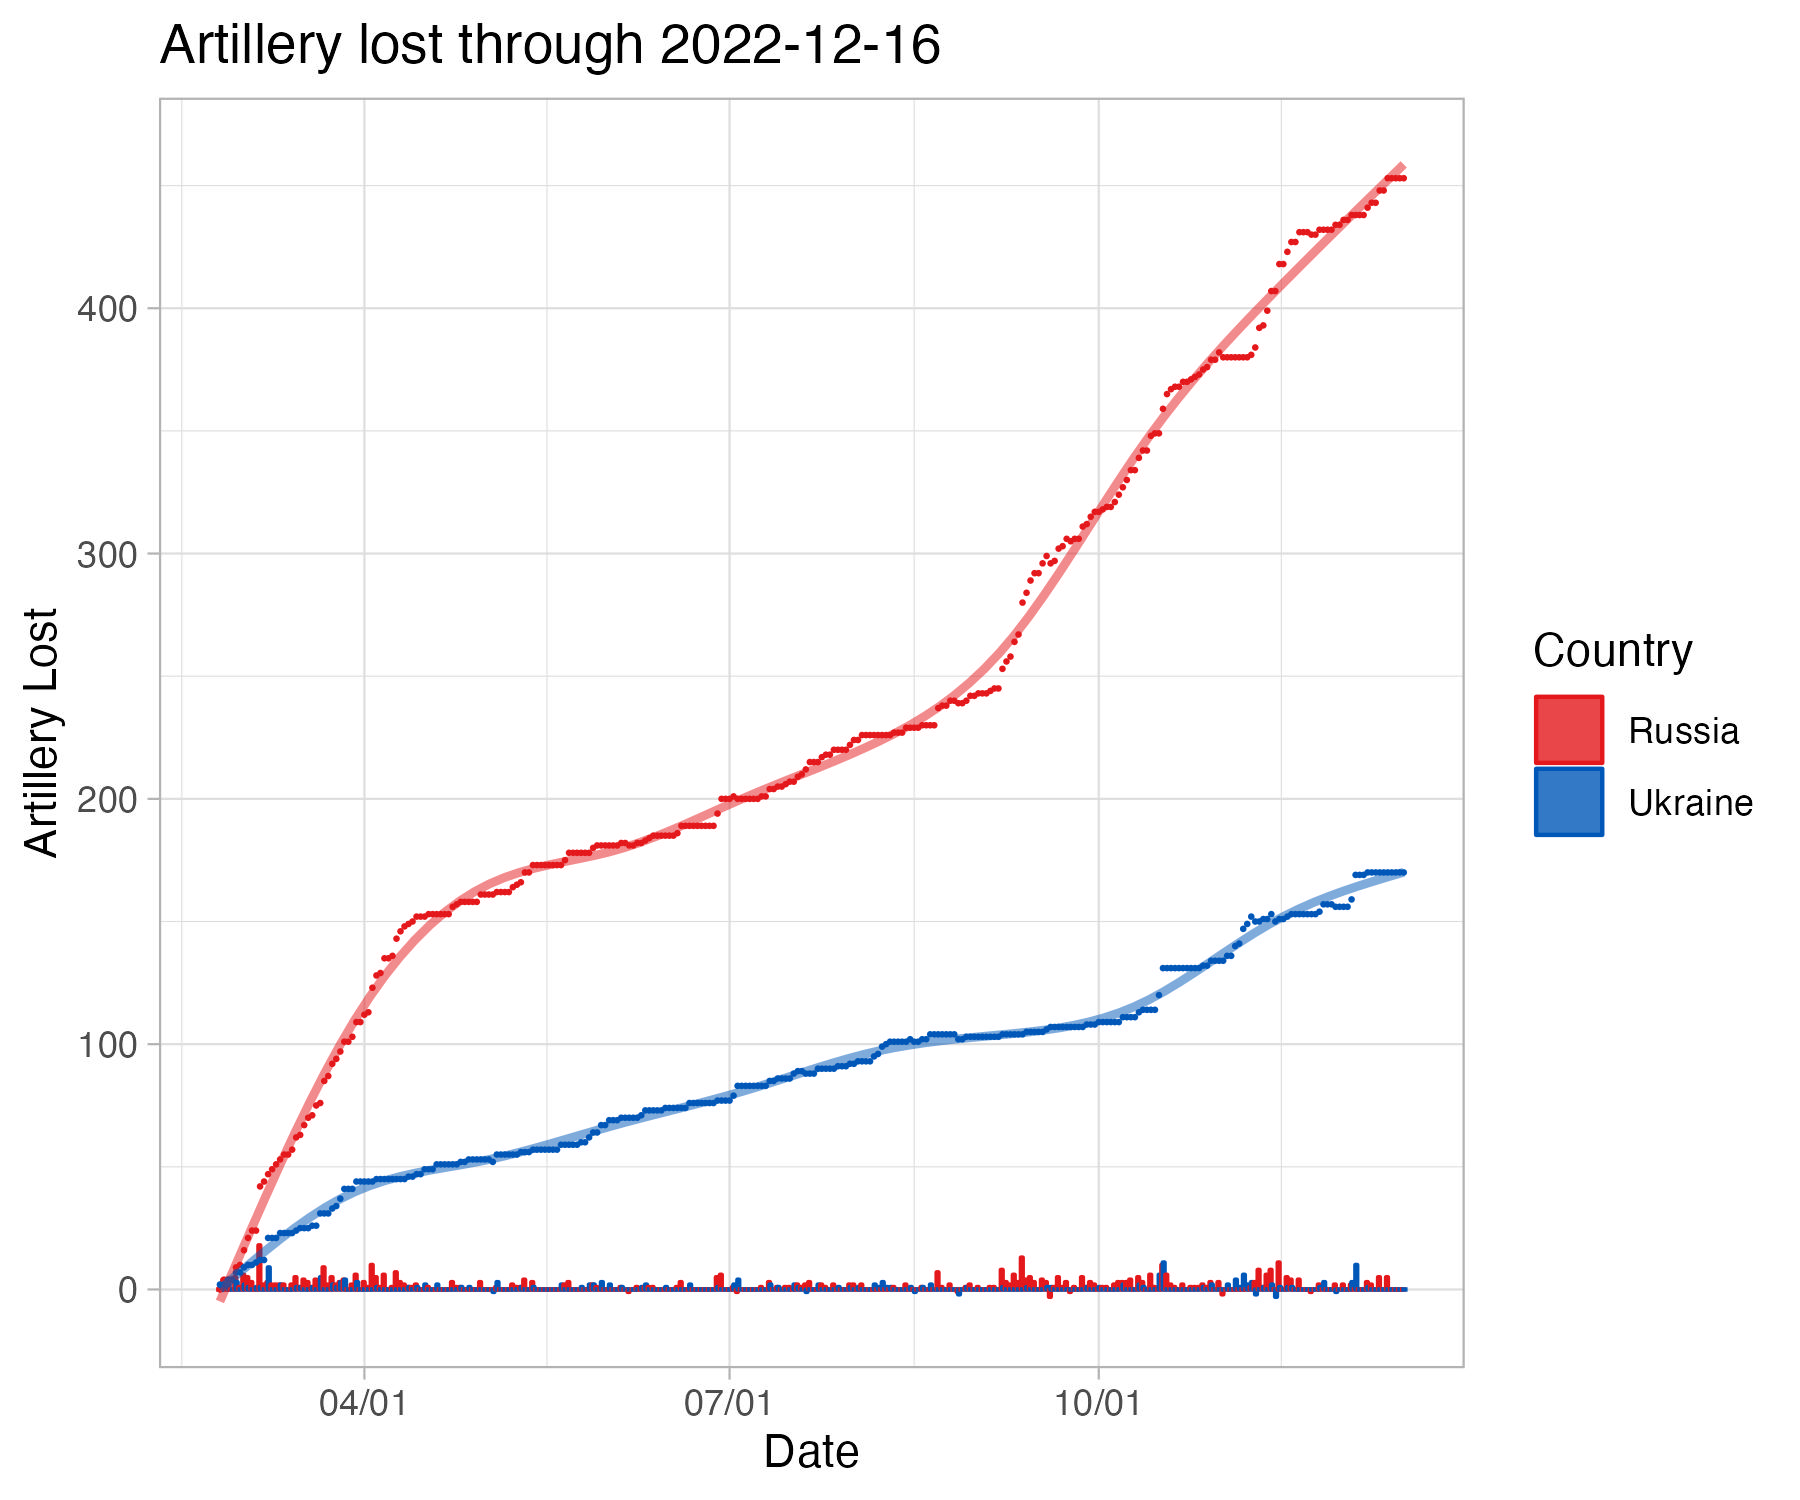 Artillery lost through 2022-12-16
Artillery Lost
400
300
200
100
0
04/01
07/01
10/01
Date
Country
Russia
Ukraine